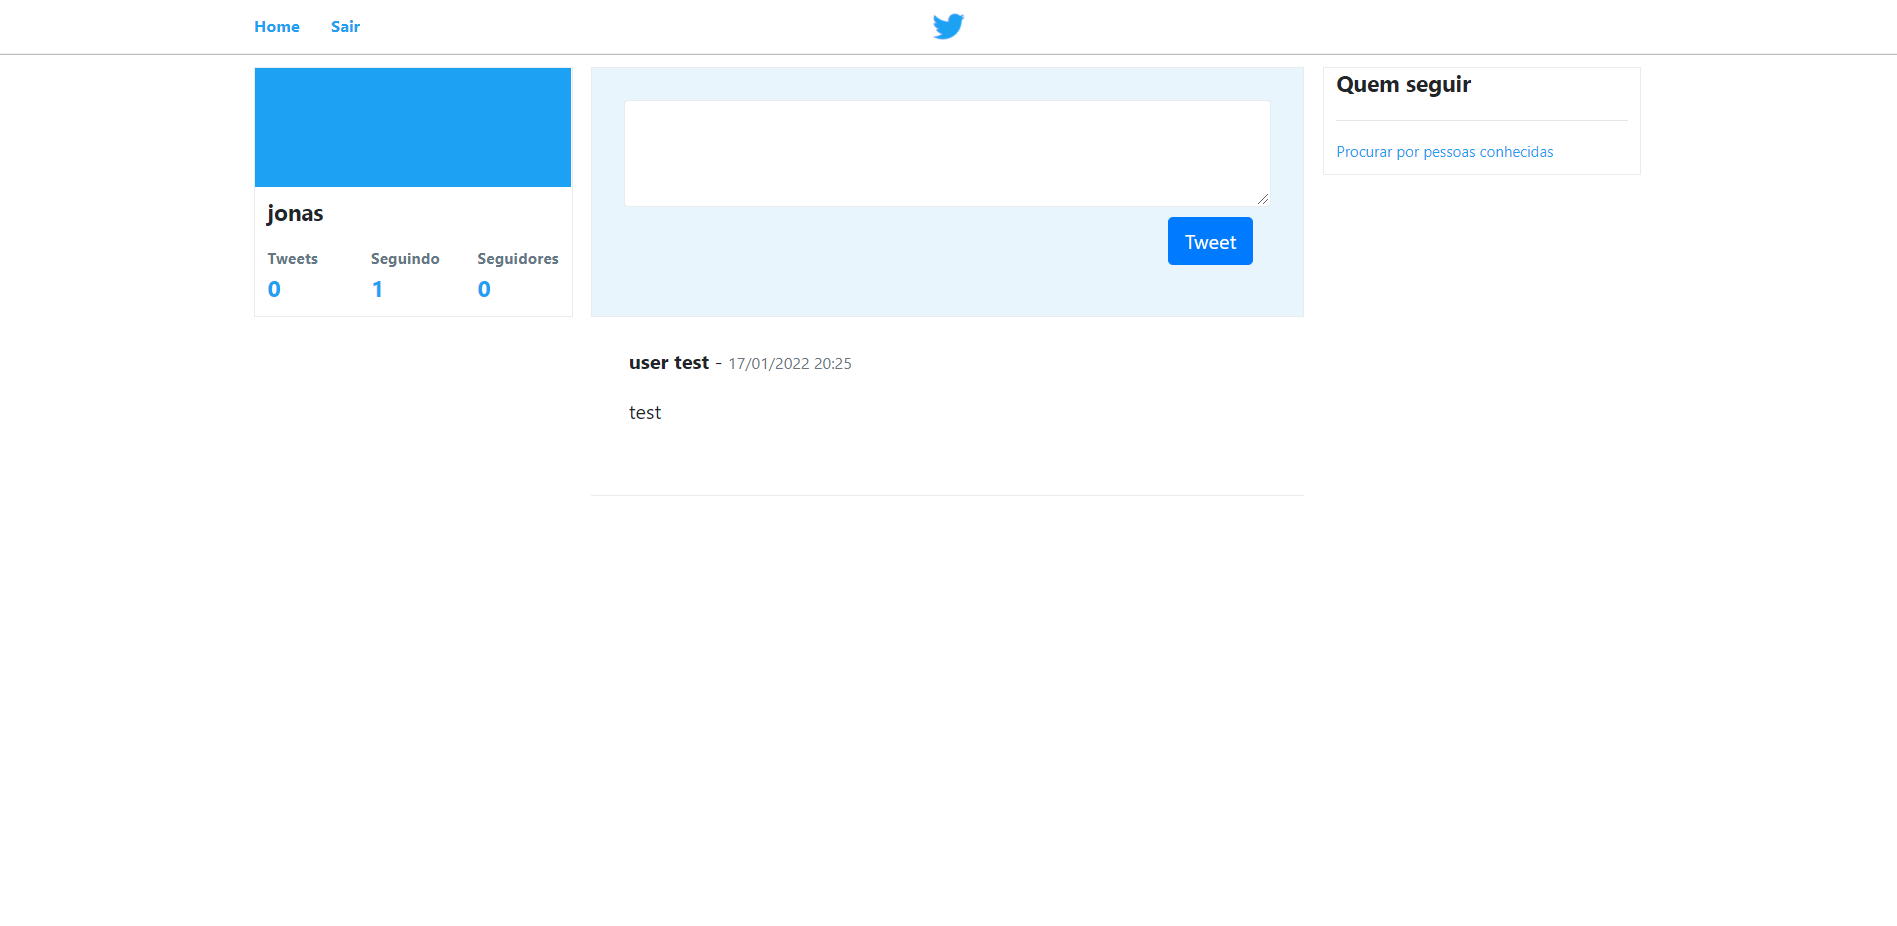 Home Sair
jonas
Tweets Seguindo Seguidores
0 1 0
Tweet
user test - 17/01/2022 20:25
test
Quem seguir
Procurar por pessoas conhecidas